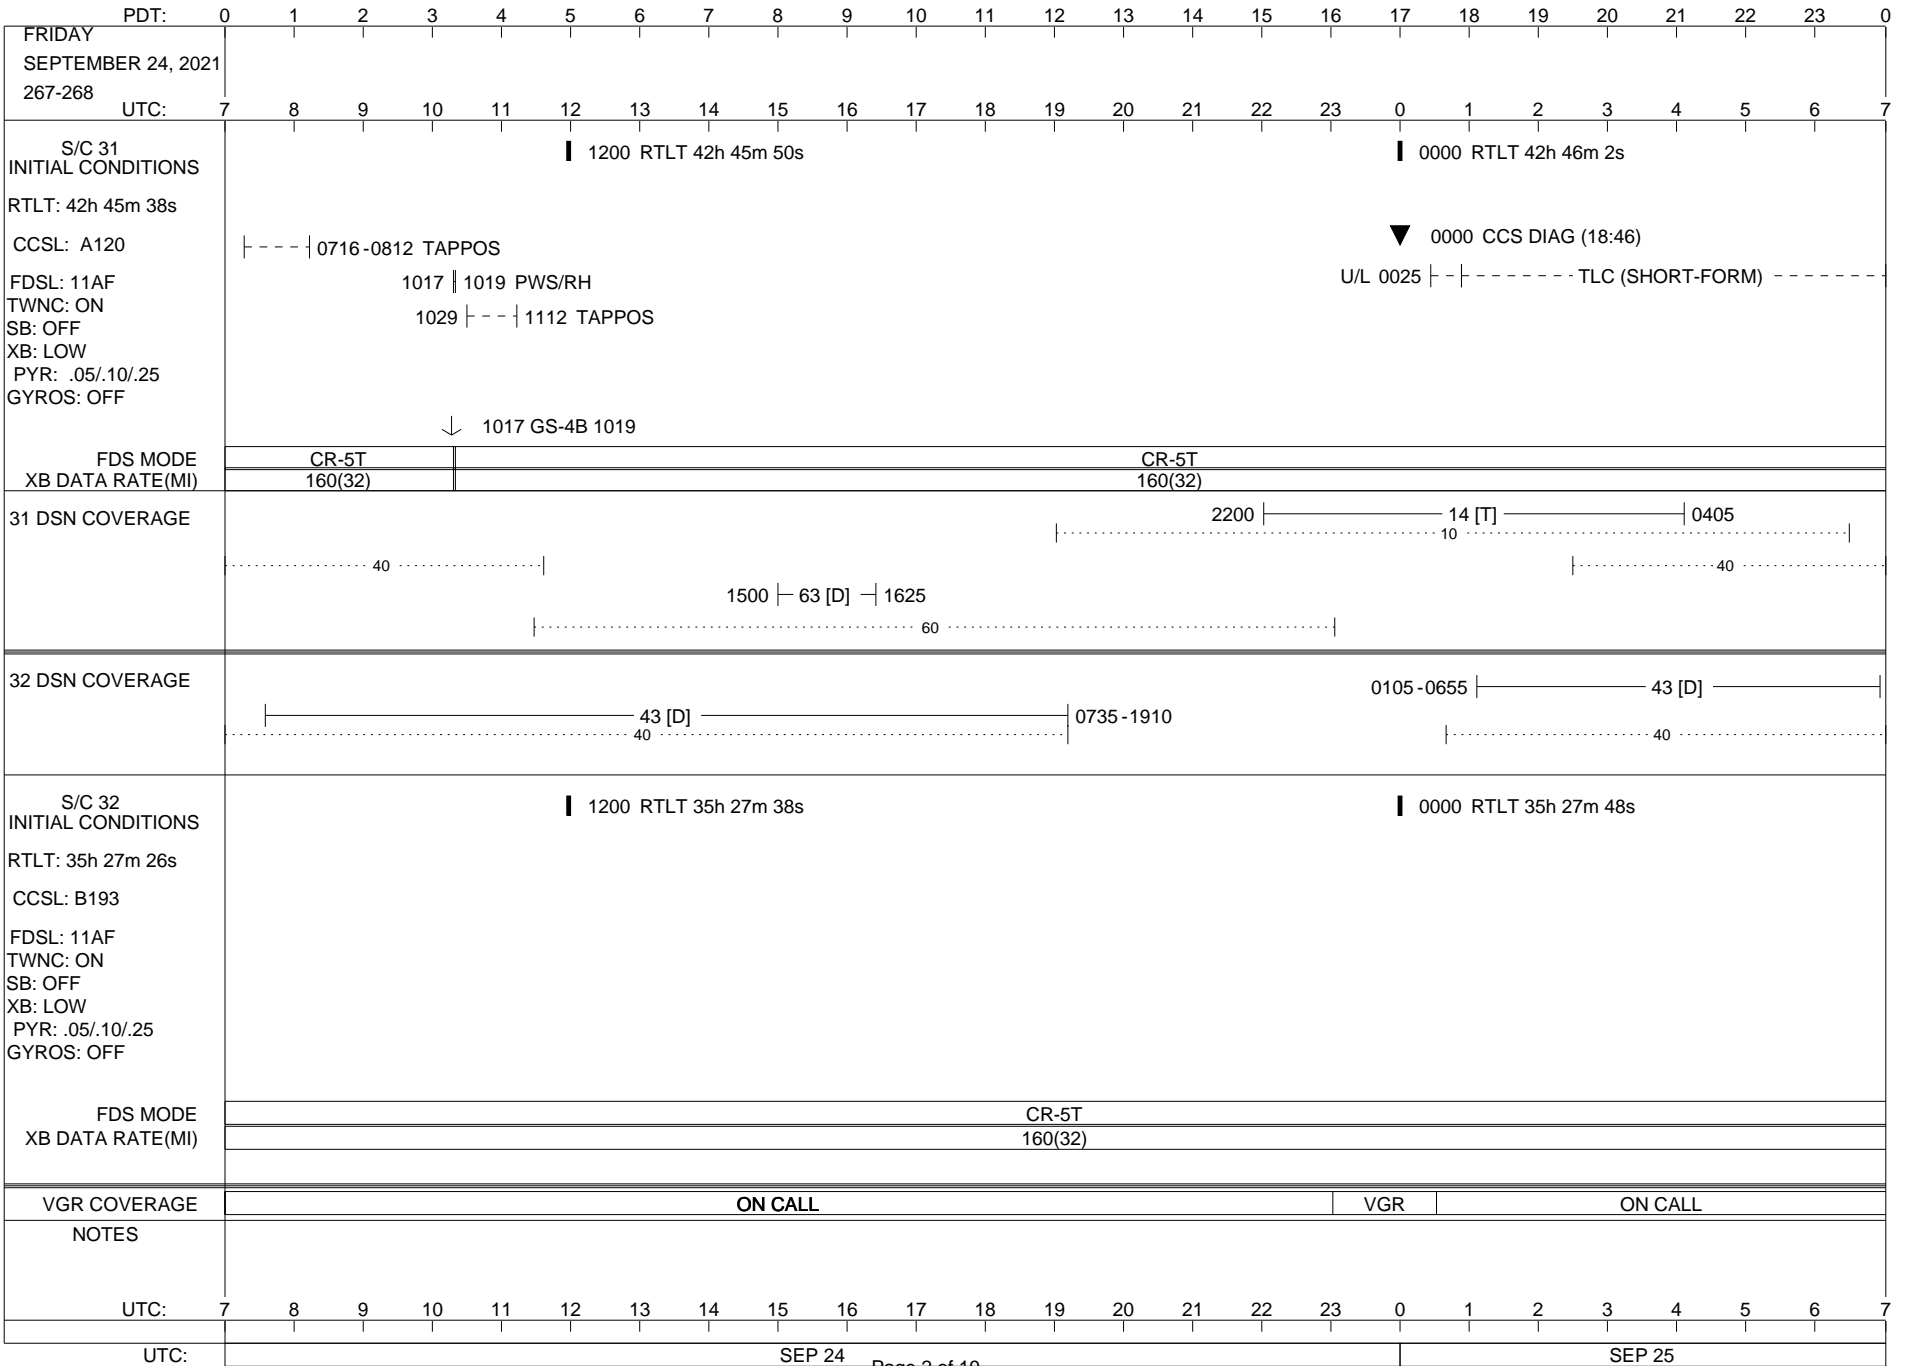 PDT: 0 1 2 3 4 5 6 7 8 9 10 11 12 13 14 15 16 17 18 19 20 21 22 23 0
FRIDAY
SEPTEMBER 24, 2021
267-268
UTC: 7 8 9 10 11 12 13 14 15 16 17 18 19 20 21 22 23 0 1 2 3 4 5 6 7
S/C 31
INITIAL CONDITIONS
1200 RTLT 42h 45m 50s
0000 RTLT 42h 46m 2s
RTLT: 42h 45m 38s
CCSL: A120
0716-0812 TAPPOS
0000 CCS DIAG (18:46)
FDSL: 11AF
1017 1019 PWS/RH
U/L 0025 TLC (SHORT-FORM)
TWNC: ON
SB: OFF
1029 1112 TAPPOS
XB: LOW
PYR: .05/.10/.25
GYROS: OFF
1017 GS-4B 1019
FDS MODE CR-5T CR-5T
XB DATA RATE(MI) 160(32) 160(32)
31 DSN COVERAGE
2200 14 [T] 0405
10
40 40
1500 63 [D] 1625
60
32 DSN COVERAGE
0105-0655 43 [D]
43 [D] 0735-1910
40 40
S/C 32
INITIAL CONDITIONS
1200 RTLT 35h 27m 38s
0000 RTLT 35h 27m 48s
RTLT: 35h 27m 26s
CCSL: B193
FDSL: 11AF
TWNC: ON
SB: OFF
XB: LOW
PYR: .05/.10/.25
GYROS: OFF
FDS MODE CR-5T
XB DATA RATE(MI) 160(32)
VGR COVERAGE ON CALL VGR ON CALL
NOTES
UTC: 7 8 9 10 11 12 13 14 15 16 17 18 19 20 21 22 23 0 1 2 3 4 5 6 7
UTC: SEP 24 SEP 25